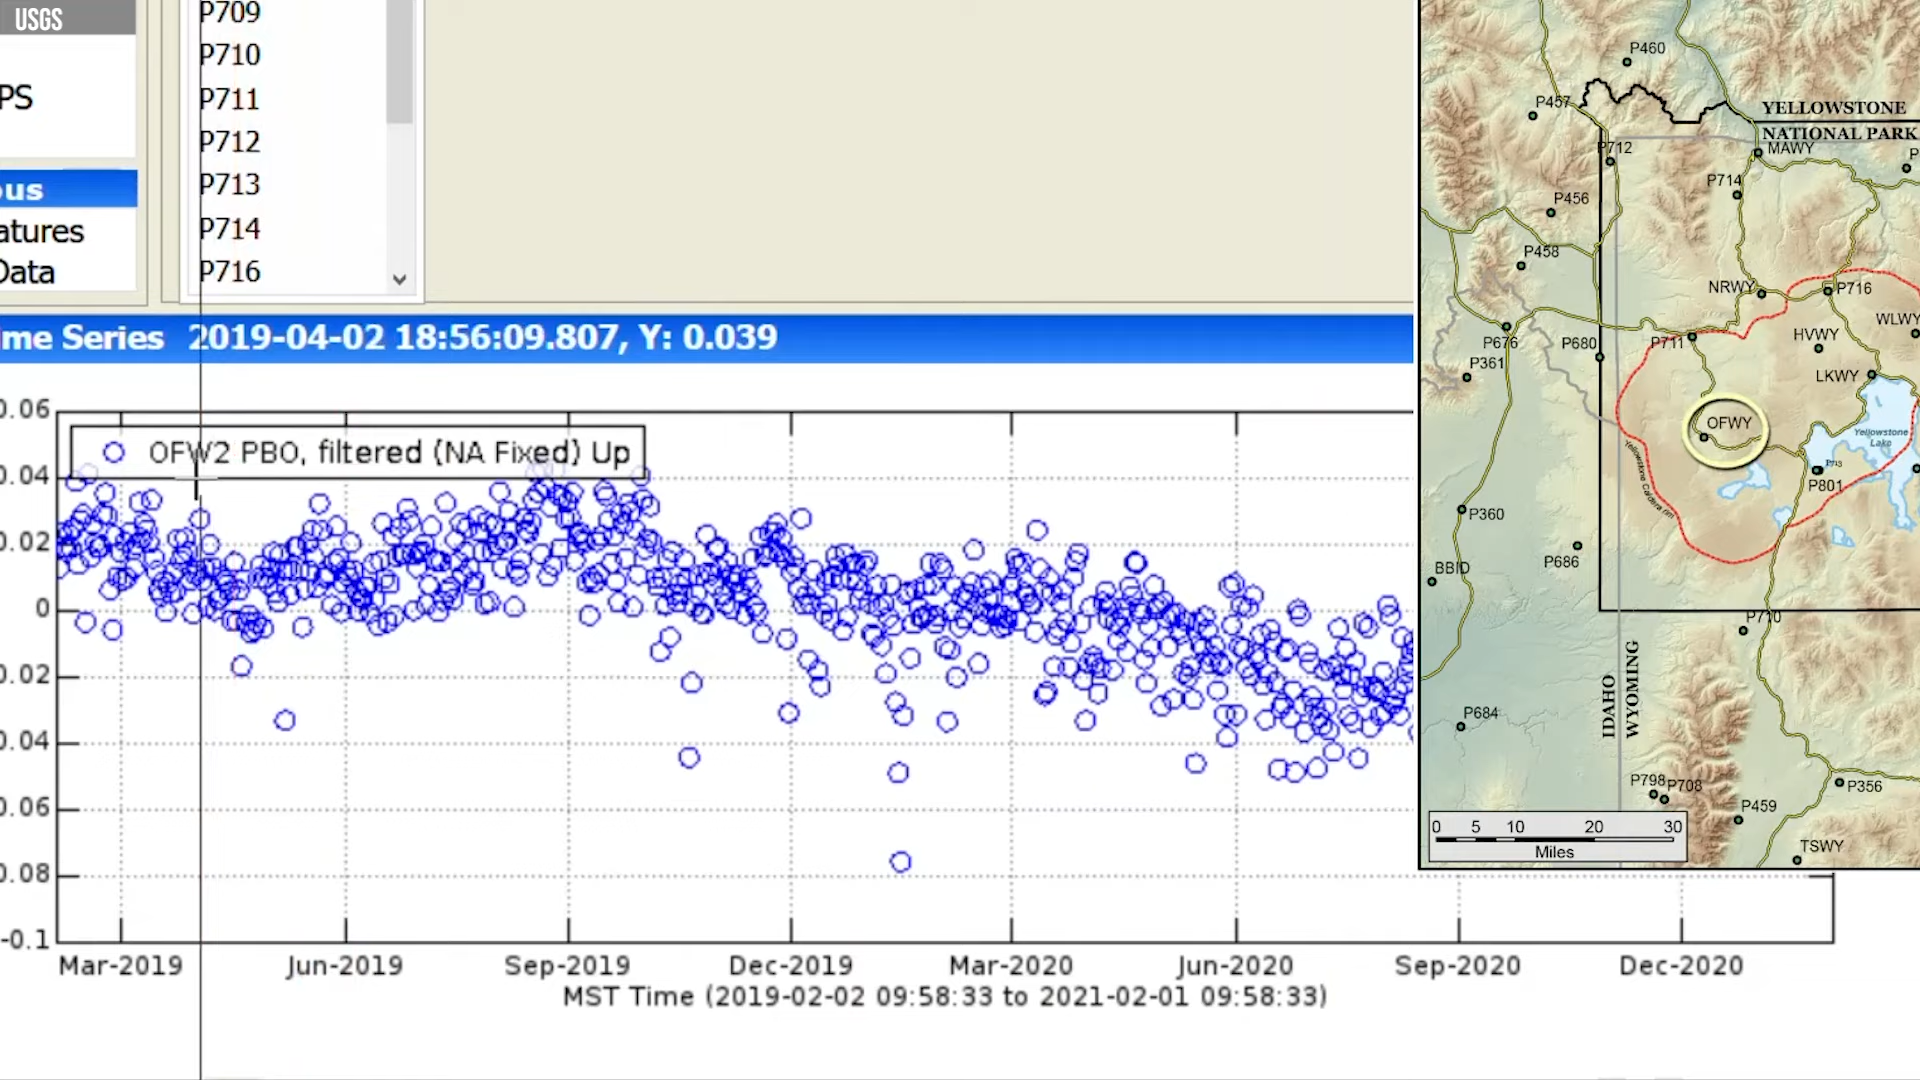 USGS
P709
P710
P711
P712
P713
P714
P716
PS
ous
atures
Data
me Series 2019-04-02 18:56:09.807, Y: 0.039
OFW2 PBO, filtered (NA Fixed) Up
0.06
0.04
0.02
0
0.02
0.04
0.06
0.08
-0.1
Mar-2019
Jun-2019
Sep-2019
Dec-2019
Mar-2020
Jun-2020
Sep-2020
Dec-2020
MST Time (2019-02-02 09:58:33 to 2021-02-01 09:58:33)
P460
P457
YELLOWSTONE
NATIONAL PARK
P712
MAWY
P
P714
P456
P458
NRWY
P716
WLWY
P676
P680
P711
HVWY
P361
LKWY
OFWY
Yellowstone
Lake
Yellowstone Caldera rim
P801
P360
P686
BBID
P710
IDAHO
WYOMING
P684
P798
P708
P356
P459
TSWY
0 5 10 20 30
Miles